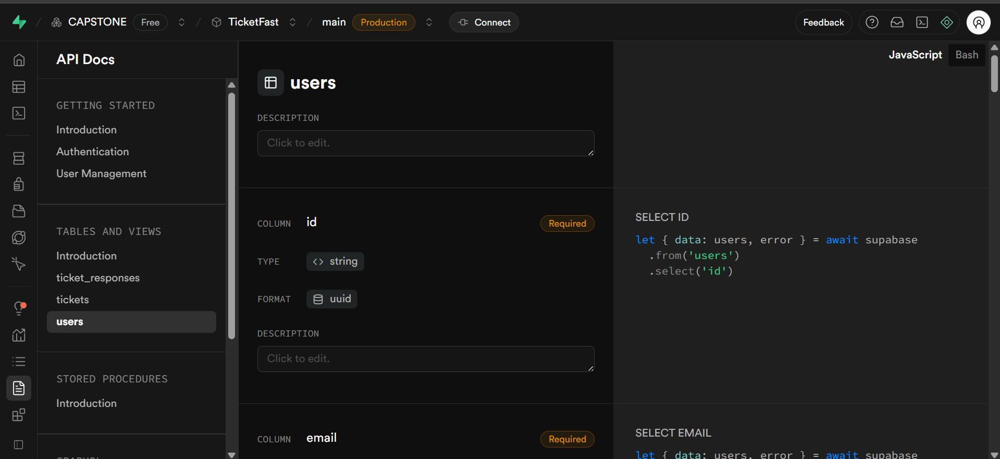 CAPSTONE Free TicketFast main Production Connect Feedback
API Docs
GETTING STARTED
Introduction
Authentication
User Management
TABLES AND VIEWS
Introduction
ticket_responses
tickets
users
STORED PROCEDURES
Introduction
users
DESCRIPTION
Click to edit.
COLUMN id Required
TYPE <> string
FORMAT uuid
DESCRIPTION
Click to edit.
COLUMN email Required
JavaScript Bash
SELECT ID
let { data: users, error } = await supabase
.from('users')
.select('id')
SELECT EMAIL
let { data: users, error } = await supabase